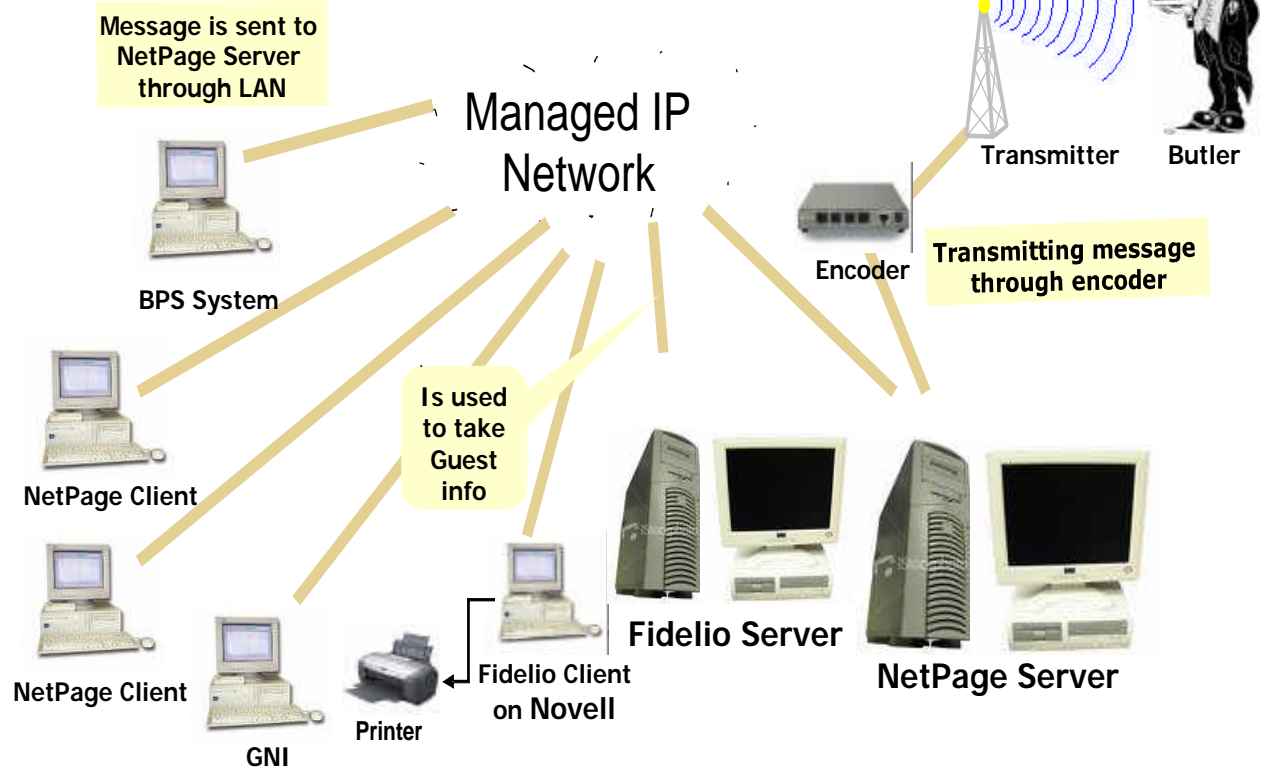 Message is sent to
NetPage Server
through LAN
Managed IP
Network
Transmitter
Butler
BPS System
Encoder
Transmitting message
through encoder
Is used
to take
Guest
info
NetPage Client
NetPage Client
GNI
Printer
Fidelio Client
on Novell
Fidelio Server
NetPage Server